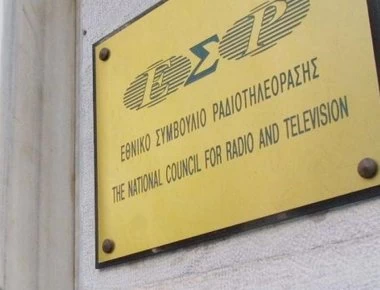 ΕΣΡ
ΕΘΝΙΚΟ ΣΥΜΒΟΥΛΙΟ ΡΑΔΙΟΤΗΛΕΟΡΑΣΗΣ
THE NATIONAL COUNCIL FOR RADIO AND TELEVISION